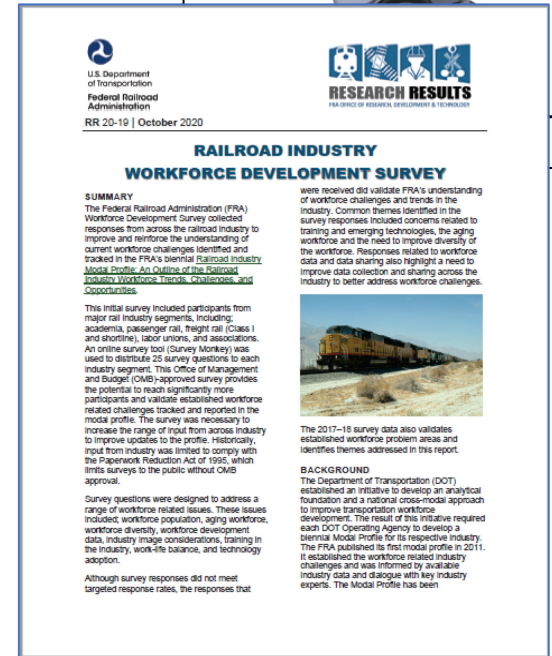 U.S. Department
of Transportation
Federal Railroad
Administration
RESEARCH RESULTS
FRA OFFICE OF RESEARCH, DEVELOPMENT & TECHNOLOGY
RR 20-19 | October 2020
RAILROAD INDUSTRY
WORKFORCE DEVELOPMENT SURVEY
SUMMARY
The Federal Railroad Administration (FRA)
Workforce Development Survey collected
responses from across the railroad industry to
improve and reinforce the understanding of
current workforce challenges identified and
tracked in the FRA's biennial Railroad Industry
Modal Profile: An Outline of the Railroad
Industry Workforce Trends, Challenges, and
Opportunities.
This initial survey included participants from
major rail industry segments, including;
academia, passenger rail, freight rail (Class I
and shortline), labor unions, and associations.
An online survey tool (Survey Monkey) was
used to distribute 25 survey questions to each
industry segment. This Office of Management
and Budget (OMB)-approved survey provides
the potential to reach significantly more
participants and validate established workforce
related challenges tracked and reported in the
modal profile. The survey was necessary to
increase the range of input from across industry
to improve updates to the profile. Historically,
input from industry was limited to comply with
the Paperwork Reduction Act of 1995, which
limits surveys to the public without OMB
approval.
Survey questions were designed to address a
range of workforce related issues. These issues
included; workforce population, aging workforce,
workforce diversity, workforce development
data, industry image considerations, training in
the industry, work-life balance, and technology
adoption.
Although survey responses did not meet
targeted response rates, the responses that
were received did validate FRA's understanding
of workforce challenges and trends in the
industry. Common themes identified in the
survey responses included concerns related to
training and emerging technologies, the aging
workforce and the need to improve diversity of
the workforce. Responses related to workforce
data and data sharing also highlight a need to
improve data collection and sharing across the
industry to better address workforce challenges.
The 2017–18 survey data also validates
established workforce problem areas and
identifies themes addressed in this report.
BACKGROUND
The Department of Transportation (DOT)
established an initiative to develop an analytical
foundation and a national cross-modal approach
to improve transportation workforce
development. The result of this initiative required
each DOT Operating Agency to develop a
biennial Modal Profile for its respective industry.
The FRA published its first modal profile in 2011.
It established the workforce related industry
challenges and was informed by available
industry data and dialogue with key industry
experts. The Modal Profile has been